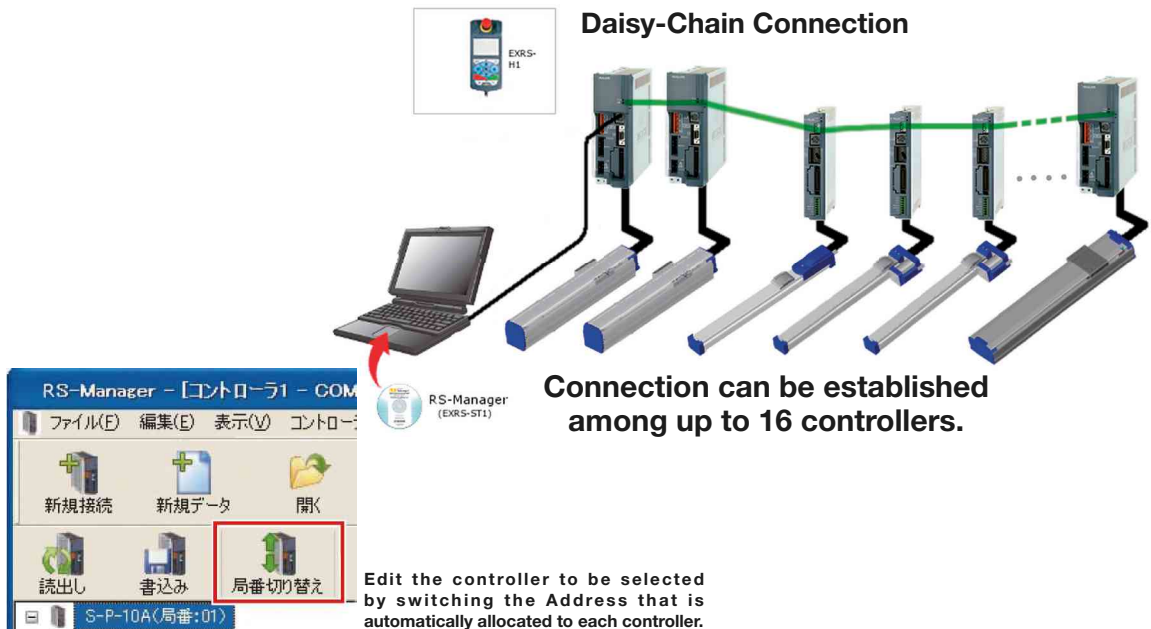 Daisy-Chain Connection
EXRS-
H1
RS-Manager
(EXRS-ST1)
Connection can be established
among up to 16 controllers.
RS-Manager - [コントローラ1 - COM
ファイル(F) 編集(E) 表示(V) コントロー
新規接続 新規データ 開く
読出し 書込み 局番切り替え
S-P-10A(局番:01)
Edit the controller to be selected
by switching the Address that is
automatically allocated to each controller.